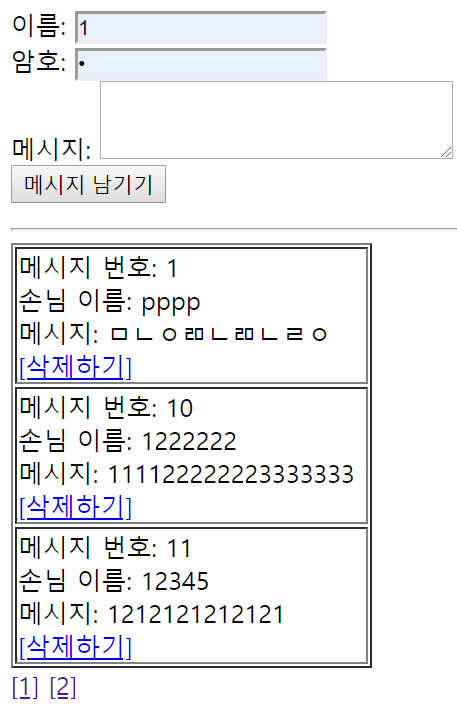 이름: 1
암호: •
메시지:
메시지 남기기
메시지 번호: 1
손님 이름: pppp
메시지: ㅁㄴㅇㄻㄴㄻㄴㄹㅇ
[삭제하기]
메시지 번호: 10
손님 이름: 1222222
메시지: 111122222223333333
[삭제하기]
메시지 번호: 11
손님 이름: 12345
메시지: 1212121212121
[삭제하기]
[1] [2]